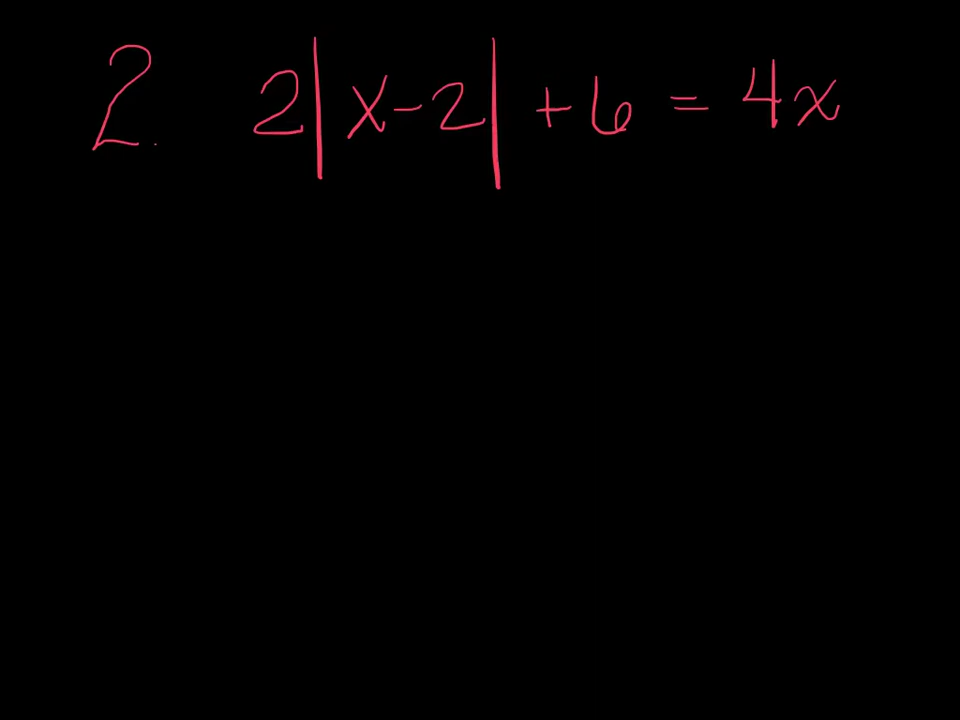 2. 2|x-2| +6 = 4x